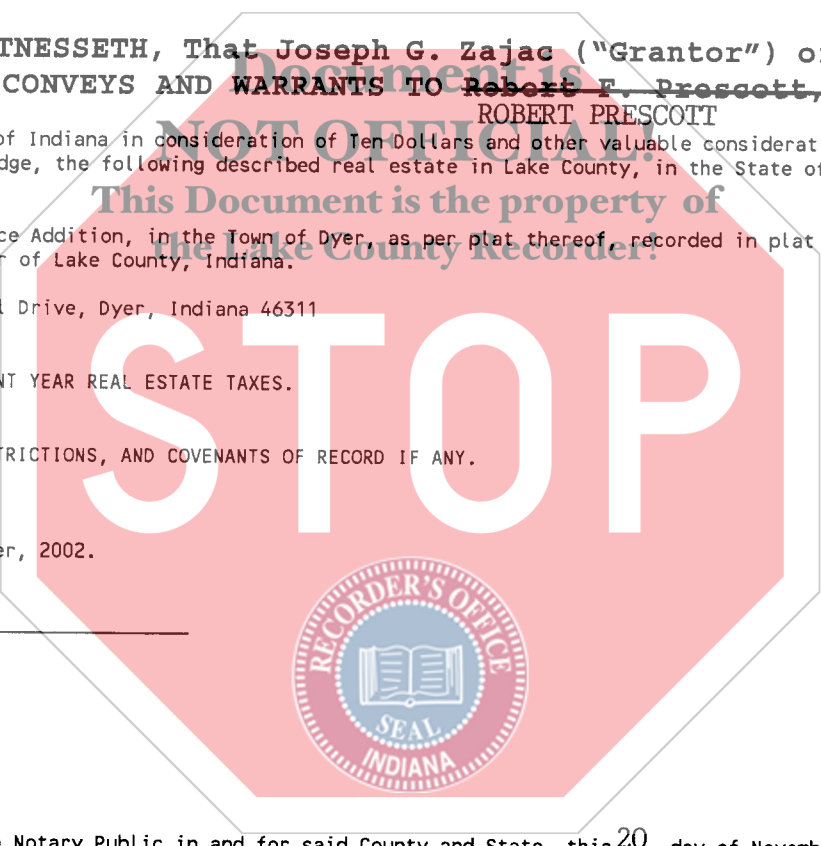 TNESSETH, That Joseph G. Zajac ("Grantor") o
Document is
CONVEYS AND WARRANTS TO Robert F. Prescott,
ROBERT PRESCOTT
NOT OFFICIAL!
of Indiana in consideration of Ten Dollars and other valuable considerat
dge, the following described real estate in Lake County, in the State of
This Document is the property of
ce Addition, in the Town of Dyer, as per plat thereof, recorded in plat
the Lake County Recorder!
r of Lake County, Indiana.
l Drive, Dyer, Indiana 46311
NT YEAR REAL ESTATE TAXES.
STOP
TRICTIONS, AND COVENANTS OF RECORD IF ANY.
er, 2002.
RECORDER'S OFFICE
SEAL
INDIANA
Notary Public in and for said County and State, this 20 day of Novemb